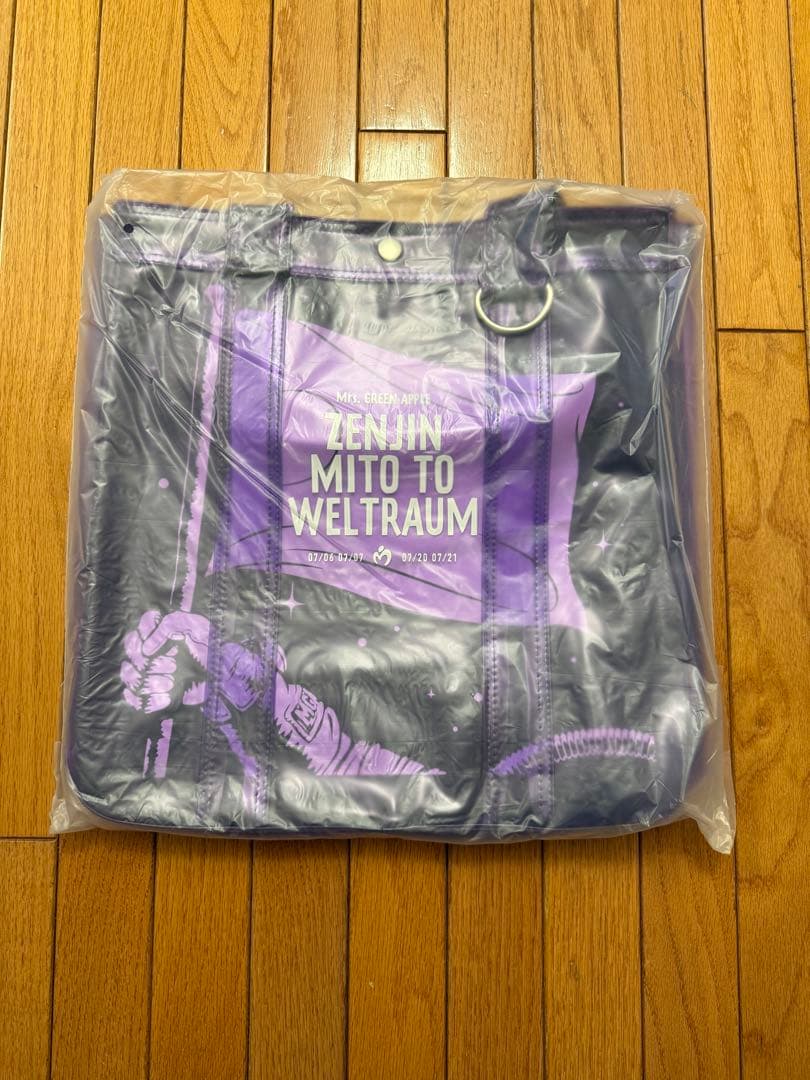 Mrs. GREEN APPLE
ZENJIN
MITO TO
WELTRAUM
07/06 07/07 07/20 07/21